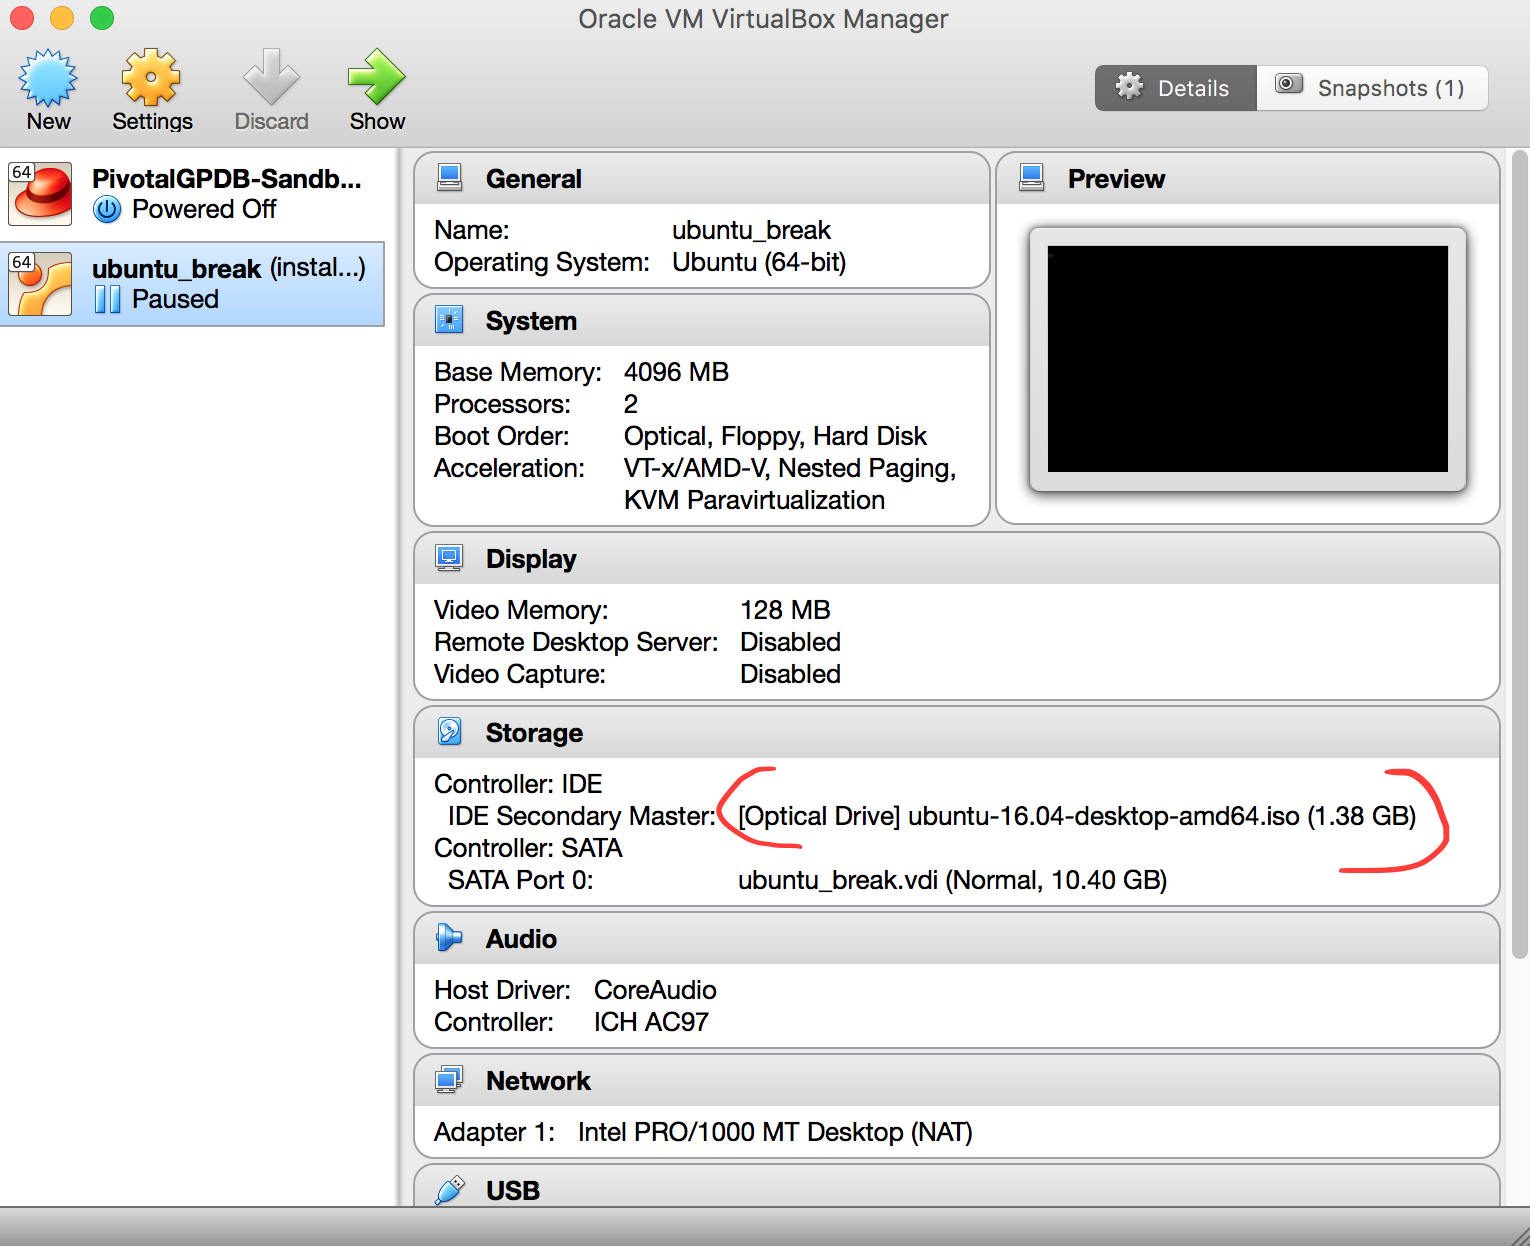 Oracle VM VirtualBox Manager
New
Settings
Discard
Show
Details
Snapshots (1)
64
PivotalGPDB-Sandb...
Powered Off
64
ubuntu_break (instal...)
Paused
General
Name: ubuntu_break
Operating System: Ubuntu (64-bit)
Preview
System
Base Memory: 4096 MB
Processors: 2
Boot Order: Optical, Floppy, Hard Disk
Acceleration: VT-x/AMD-V, Nested Paging,
KVM Paravirtualization
Display
Video Memory: 128 MB
Remote Desktop Server: Disabled
Video Capture: Disabled
Storage
Controller: IDE
IDE Secondary Master: [Optical Drive] ubuntu-16.04-desktop-amd64.iso (1.38 GB)
Controller: SATA
SATA Port 0: ubuntu_break.vdi (Normal, 10.40 GB)
Audio
Host Driver: CoreAudio
Controller: ICH AC97
Network
Adapter 1: Intel PRO/1000 MT Desktop (NAT)
USB